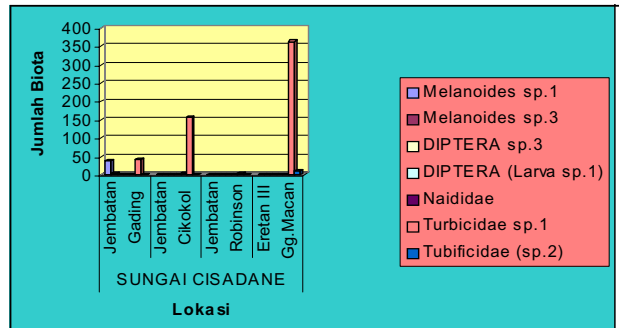 Jumlah Biota
400
350
300
250
200
150
100
50
0
Jembatan
Gading
Jembatan
Cikokol
Jembatan
Robinson
Eretan III
Gg.Macan
SUNGAI CISADANE
Lokasi
Melanoides sp.1
Melanoides sp.3
DIPTERA sp.3
DIPTERA (Larva sp.1)
Naididae
Turbicidae sp.1
Tubificidae (sp.2)